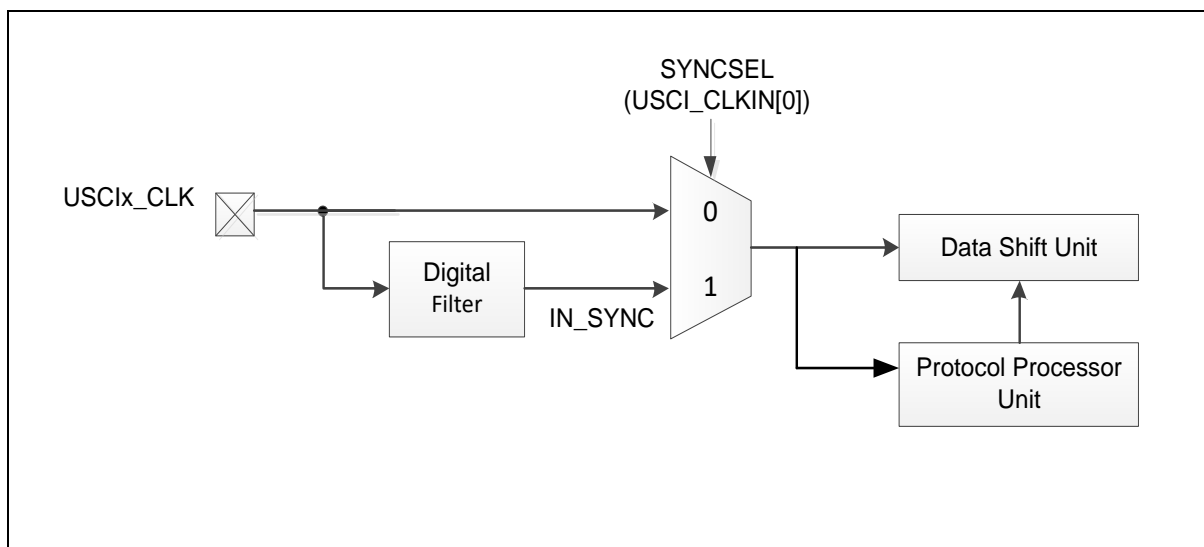 SYNCSEL
(USCI_CLKIN[0])
USCIx_CLK
0
Digital
Filter
IN_SYNC
1
Data Shift Unit
Protocol Processor
Unit